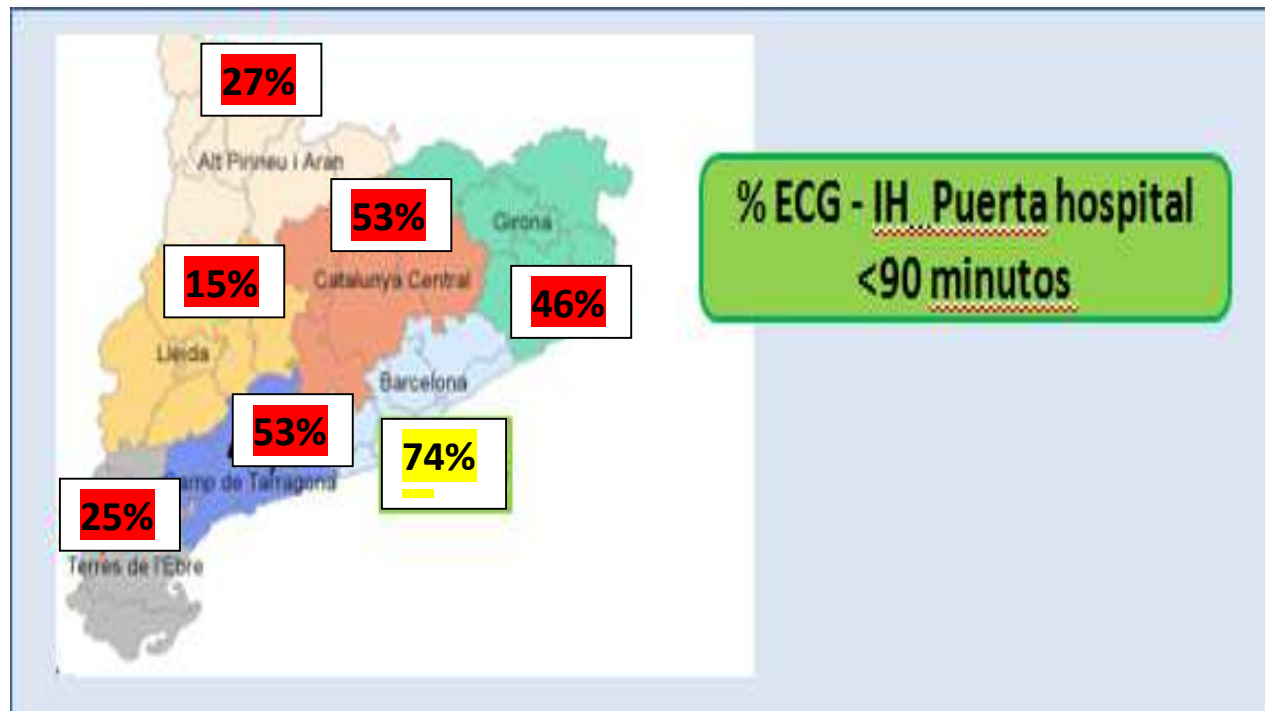 27%
Alt Pirineu i Aran
53%
Girona
15%
Catalunya Central
46%
Lleida
Barcelona
53%
74%
Camp de Tarragona
25%
Terres de l'Ebre
% ECG - IH Puerta hospital
<90 minutos